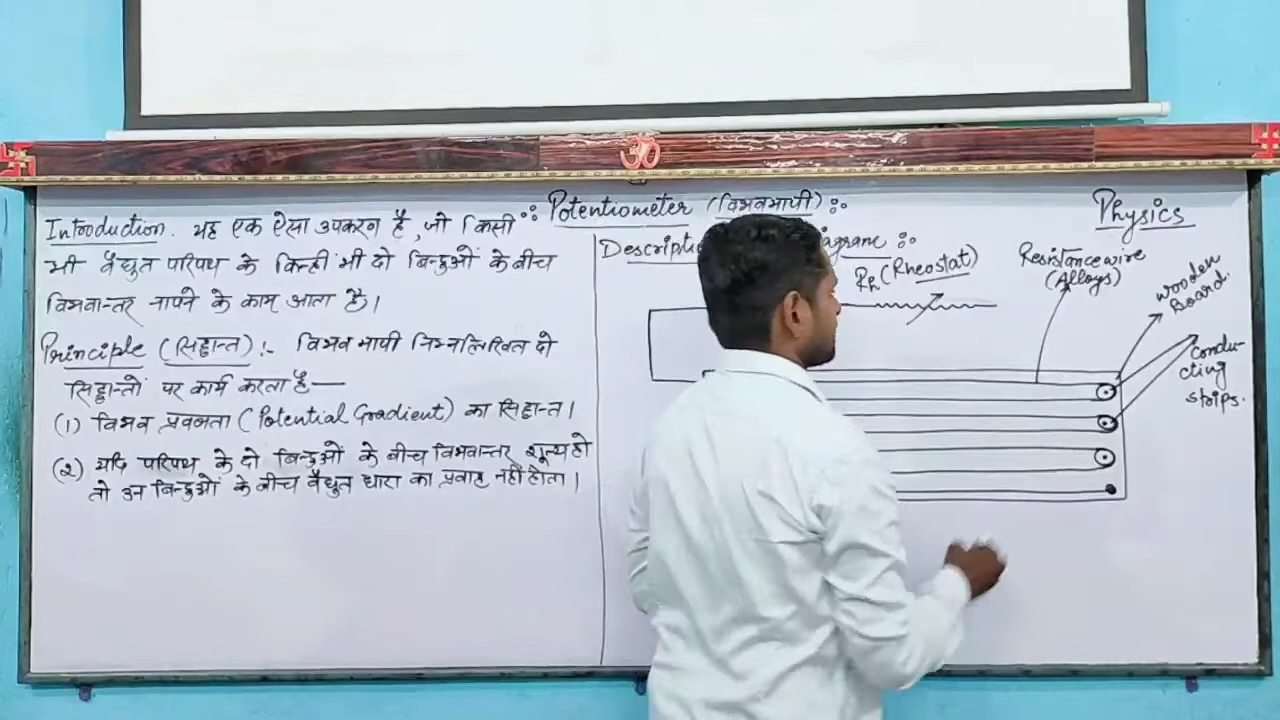 ∵ Potentiometer (विभवमापी) :-
Physics
Introduction. यह एक ऐसा उपकरण है, जो किसी
भी वैधुत परिपथ के किन्ही भी दो बिन्दुओं के बीच
विभवान्तर नापने के काम आता है।
Principle (सिद्धान्त) :- विभव मापी निम्नलिखित दो
सिद्धान्तों पर कार्य करता है—
(1) विभव प्रवणता (Potential Gradient) का सिद्धान्त।
(2) यदि परिपथ के दो बिन्दुओं के बीच विभवान्तर शून्य हो
तो उन बिन्दुओं के बीच वैधुत धारा का प्रवाह नहीं होता।
Descripti
agrame :-
Rh (Rheostat)
Resistance wire
(Alloys)
wooden
Board.
Condu-
cting
strips.
ॐ